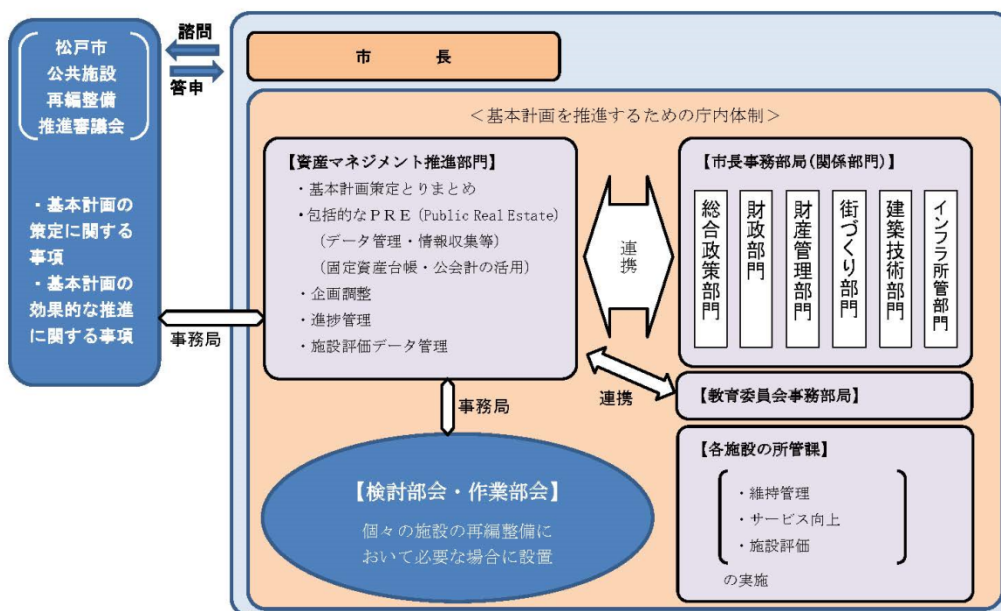 松戸市
公共施設
再編整備
推進審議会
・基本計画の
策定に関する
事項
・基本計画の
効果的な推進
に関する事項
諮問
答申
市 長
＜基本計画を推進するための庁内体制＞
【資産マネジメント推進部門】
・基本計画策定とりまとめ
・包括的なＰＲＥ（Public Real Estate）
（データ管理・情報収集等）
（固定資産台帳・公会計の活用）
・企画調整
・進捗管理
・施設評価データ管理
事務局
連携
【市長事務部局（関係部門）】
総合政策部門
財政部門
財産管理部門
街づくり部門
建築技術部門
インフラ所管部門
連携
【教育委員会事務部局】
事務局
【検討部会・作業部会】
個々の施設の再編整備に
おいて必要な場合に設置
【各施設の所管課】
・維持管理
・サービス向上
・施設評価
の実施